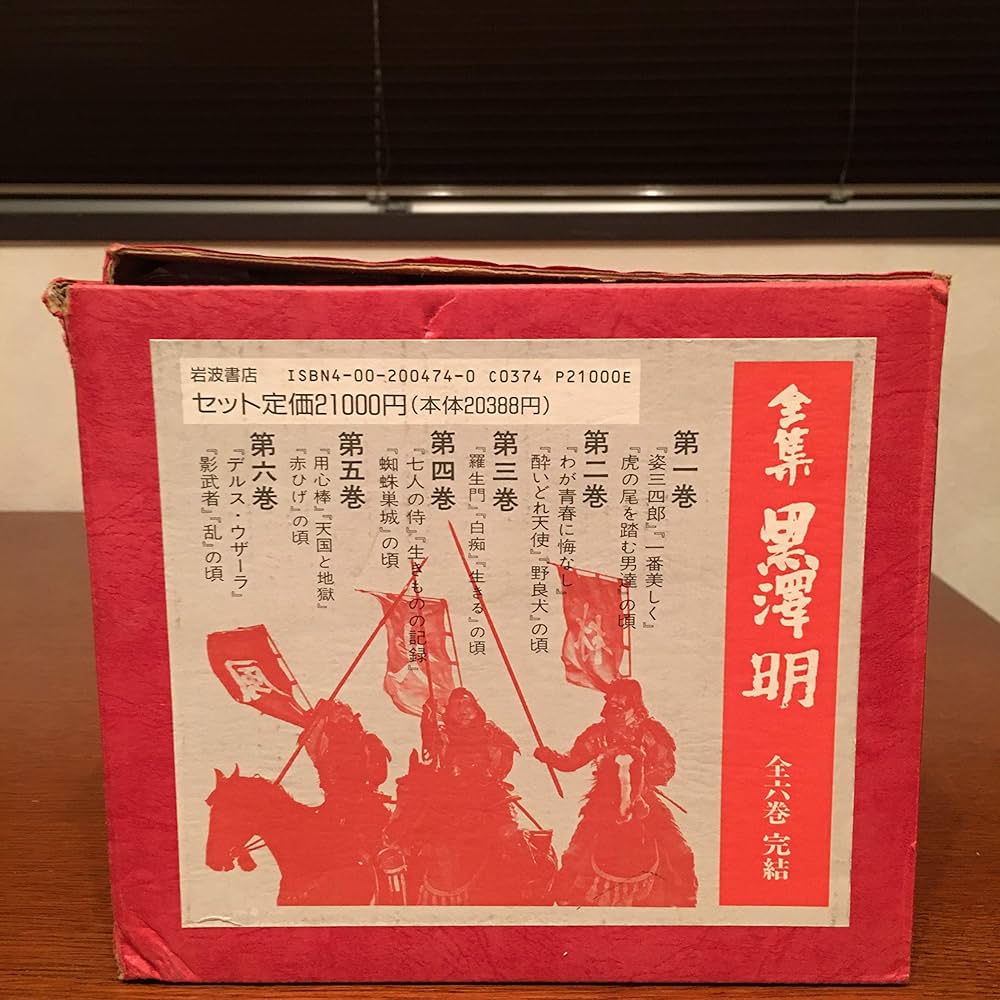 岩波書店 ISBN4-00-200474-0 C0374 P21000E
セット定価21000円(本体20388円)
全集 黒澤明 全六巻 完結
第一巻
『姿三四郎』『一番美しく』
『虎の尾を踏む男達』の頃
第二巻
『わが青春に悔なし』
『酔いどれ天使』『野良犬』の頃
第三巻
『羅生門』『白痴』『生きる』の頃
第四巻
『七人の侍』『生きものの記録』
『蜘蛛巣城』の頃
第五巻
『用心棒』『天国と地獄』
『赤ひげ』の頃
第六巻
『デルス・ウザーラ』
『影武者』『乱』の頃
風
林